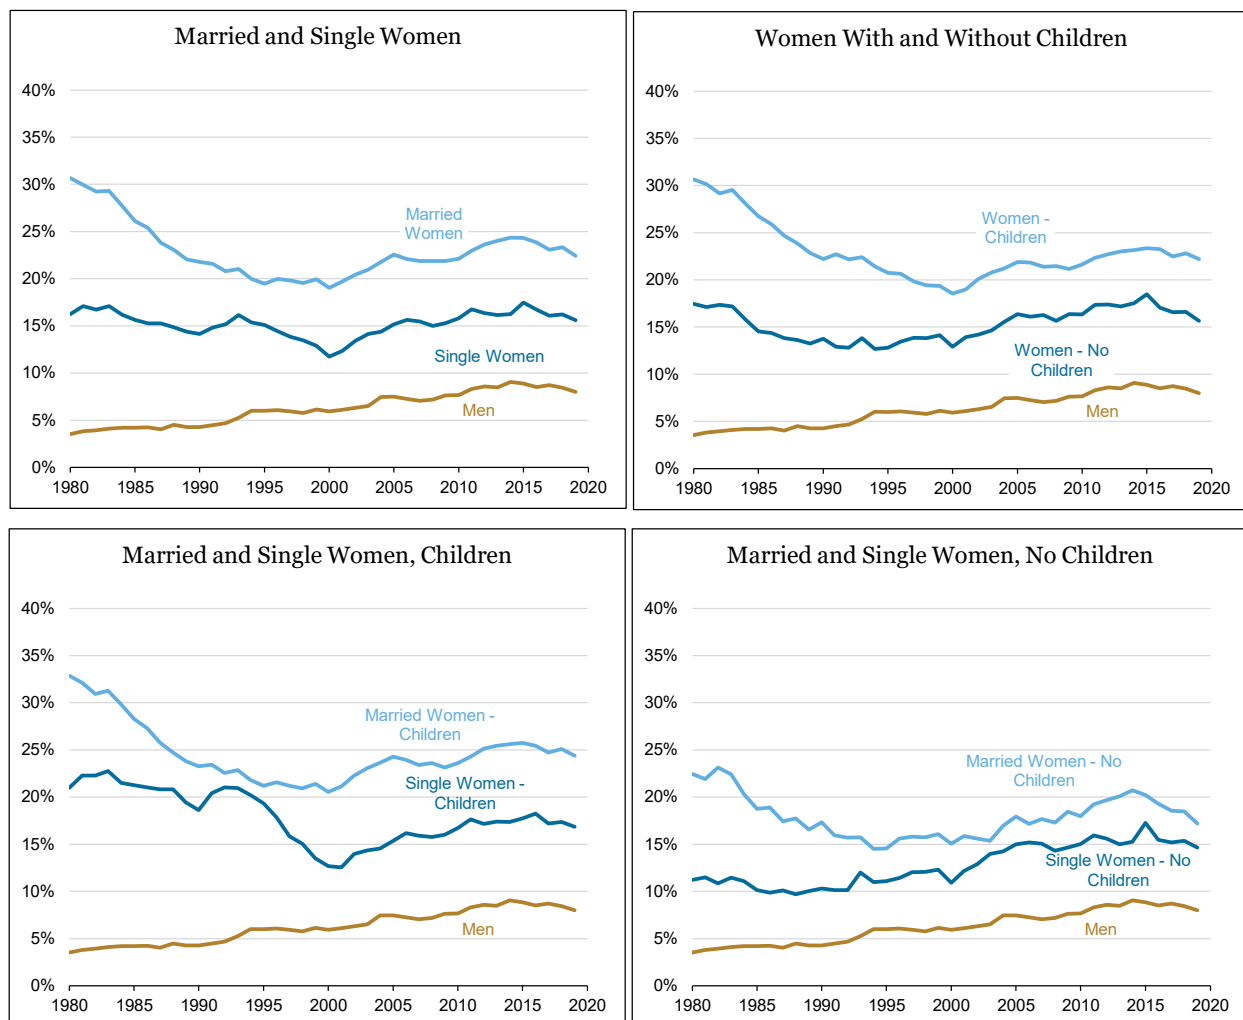 Married and Single Women
40%
35%
30%
25%
20%
15%
10%
5%
0%
Married
Women
Single Women
Men
1980 1985 1990 1995 2000 2005 2010 2015 2020
Women With and Without Children
40%
35%
30%
25%
20%
15%
10%
5%
0%
Women -
Children
Women - No
Children
Men
1980 1985 1990 1995 2000 2005 2010 2015 2020
Married and Single Women, Children
40%
35%
30%
25%
20%
15%
10%
5%
0%
Married Women -
Children
Single Women -
Children
Men
1980 1985 1990 1995 2000 2005 2010 2015 2020
Married and Single Women, No Children
40%
35%
30%
25%
20%
15%
10%
5%
0%
Married Women - No
Children
Single Women - No
Children
Men
1980 1985 1990 1995 2000 2005 2010 2015 2020